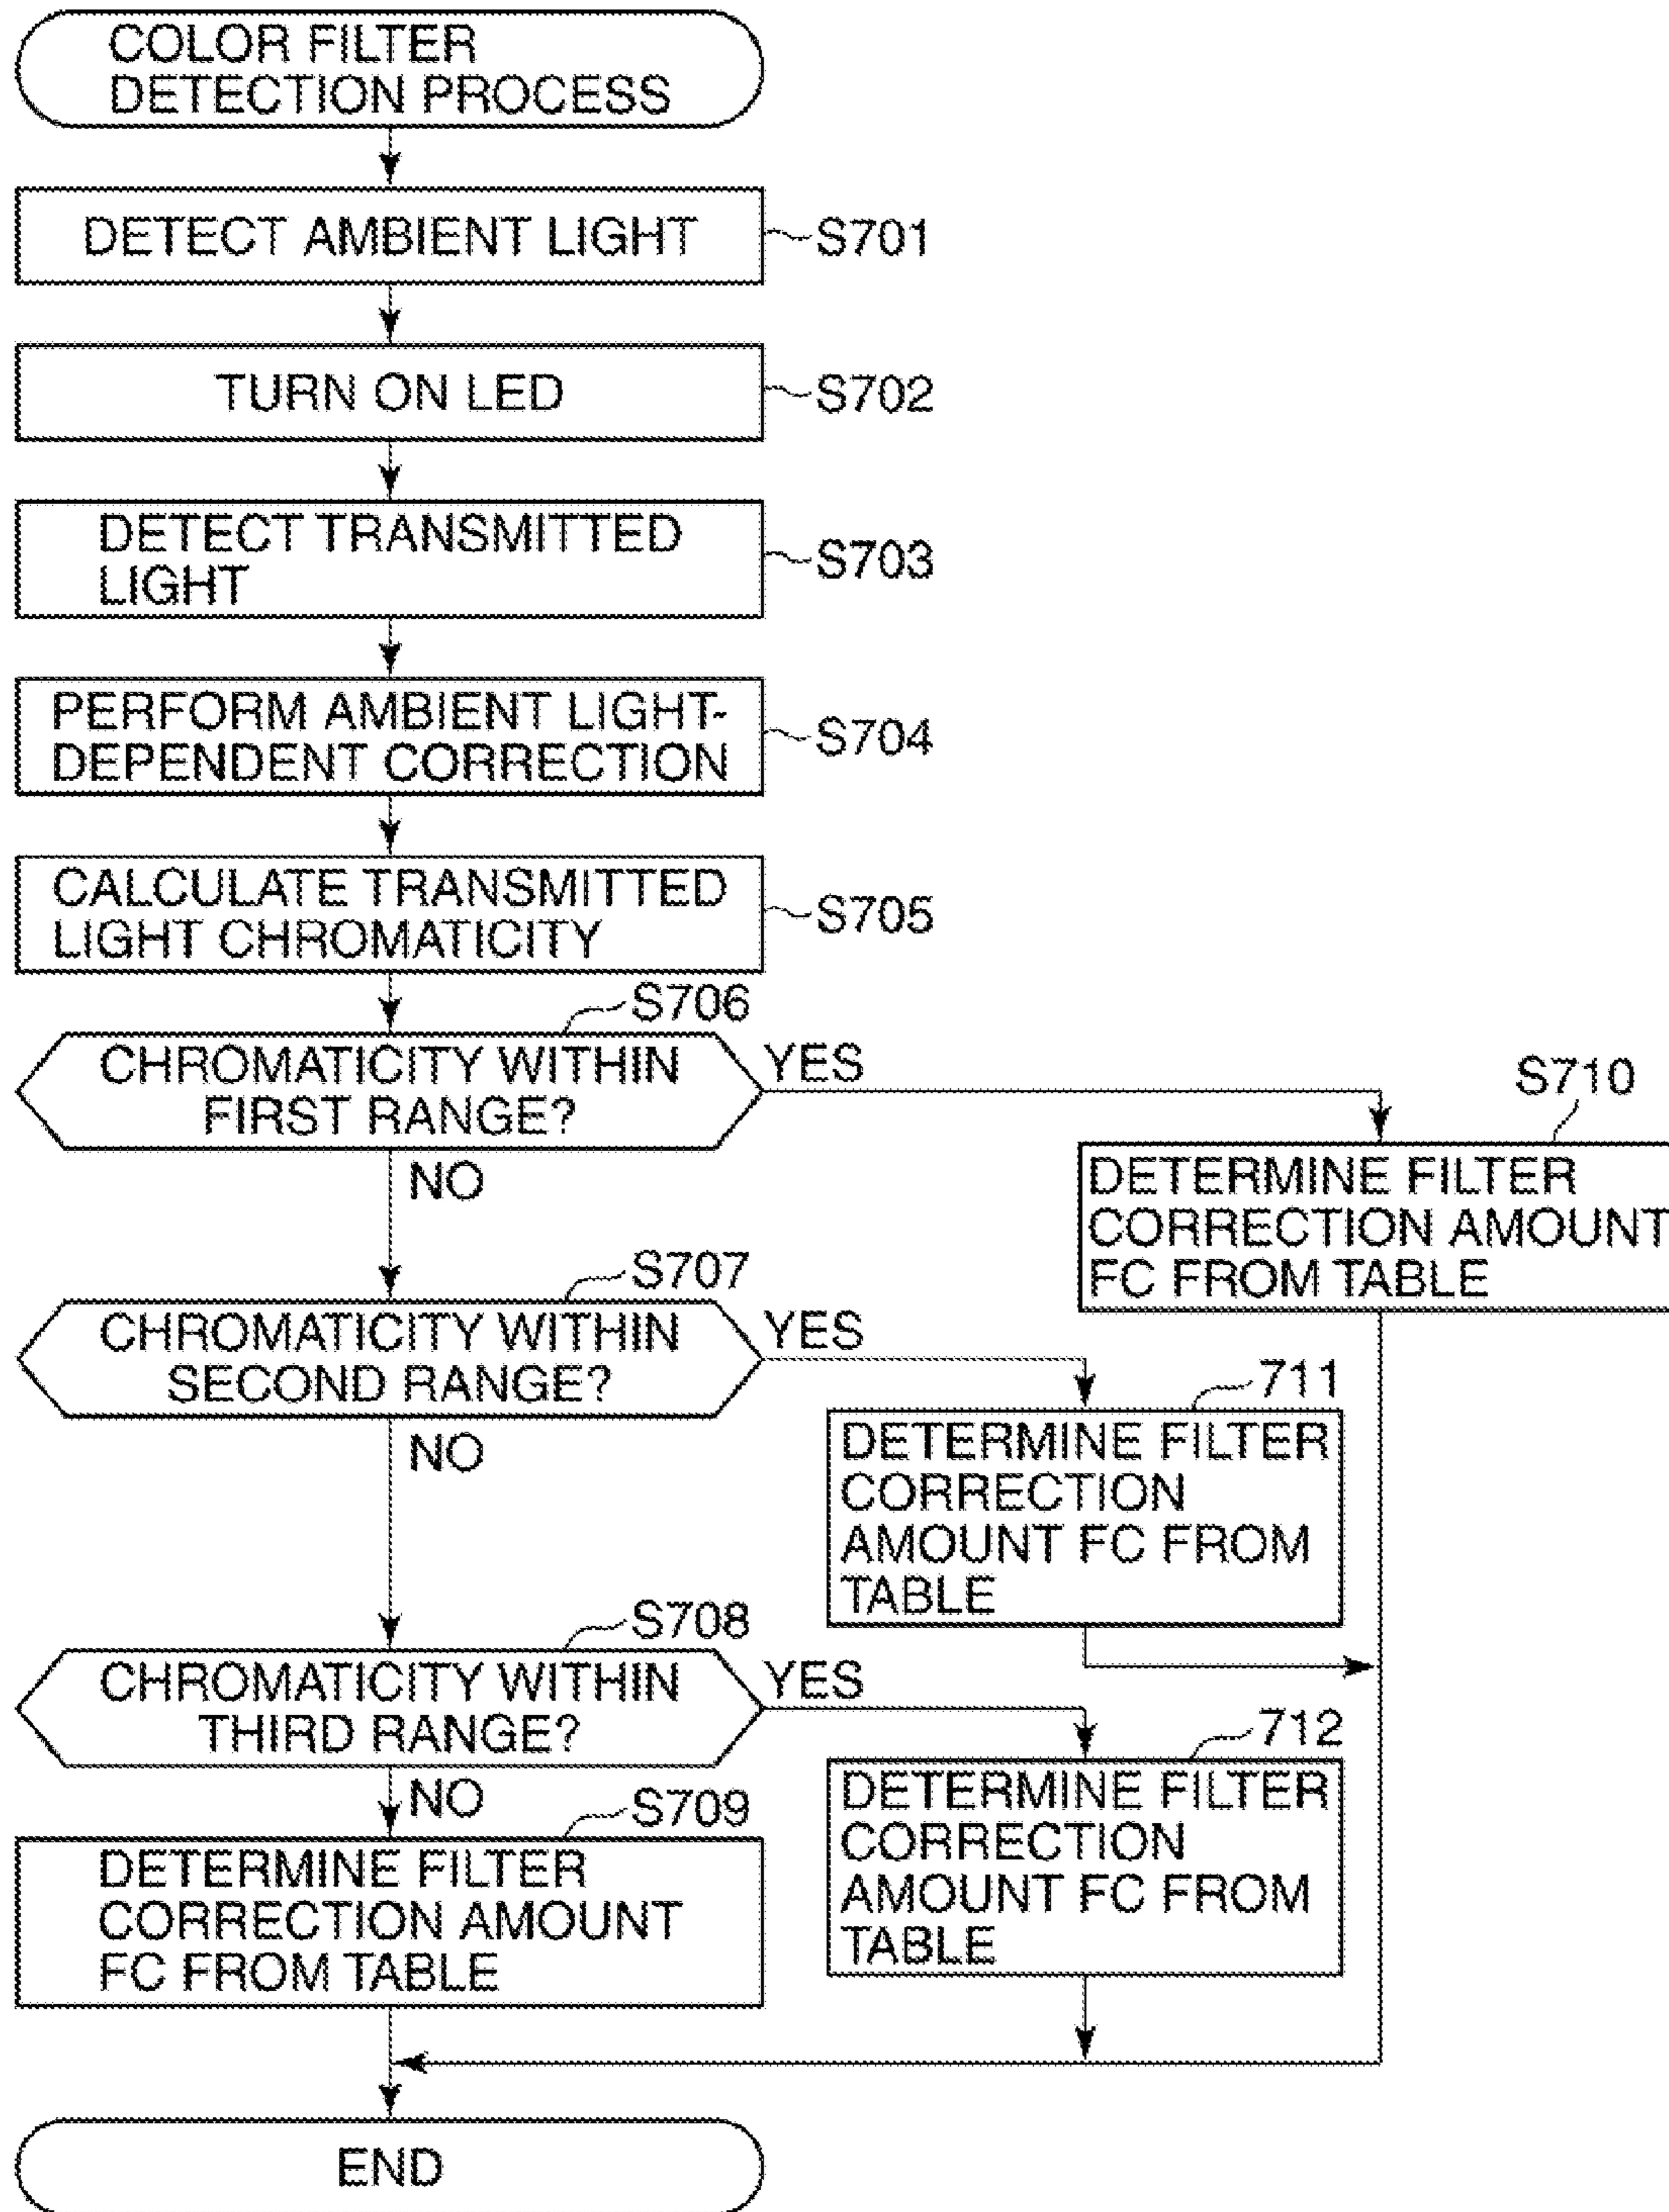 COLOR FILTER
DETECTION PROCESS
DETECT AMBIENT LIGHT
S701
TURN ON LED
S702
DETECT TRANSMITTED
LIGHT
S703
PERFORM AMBIENT LIGHT-
DEPENDENT CORRECTION
S704
CALCULATE TRANSMITTED
LIGHT CHROMATICITY
S705
S706
CHROMATICITY WITHIN
FIRST RANGE?
YES
NO
S710
DETERMINE FILTER
CORRECTION AMOUNT
FC FROM TABLE
S707
CHROMATICITY WITHIN
SECOND RANGE?
YES
NO
711
DETERMINE FILTER
CORRECTION
AMOUNT FC FROM
TABLE
S708
CHROMATICITY WITHIN
THIRD RANGE?
YES
NO
712
DETERMINE FILTER
CORRECTION
AMOUNT FC FROM
TABLE
S709
DETERMINE FILTER
CORRECTION AMOUNT
FC FROM TABLE
END